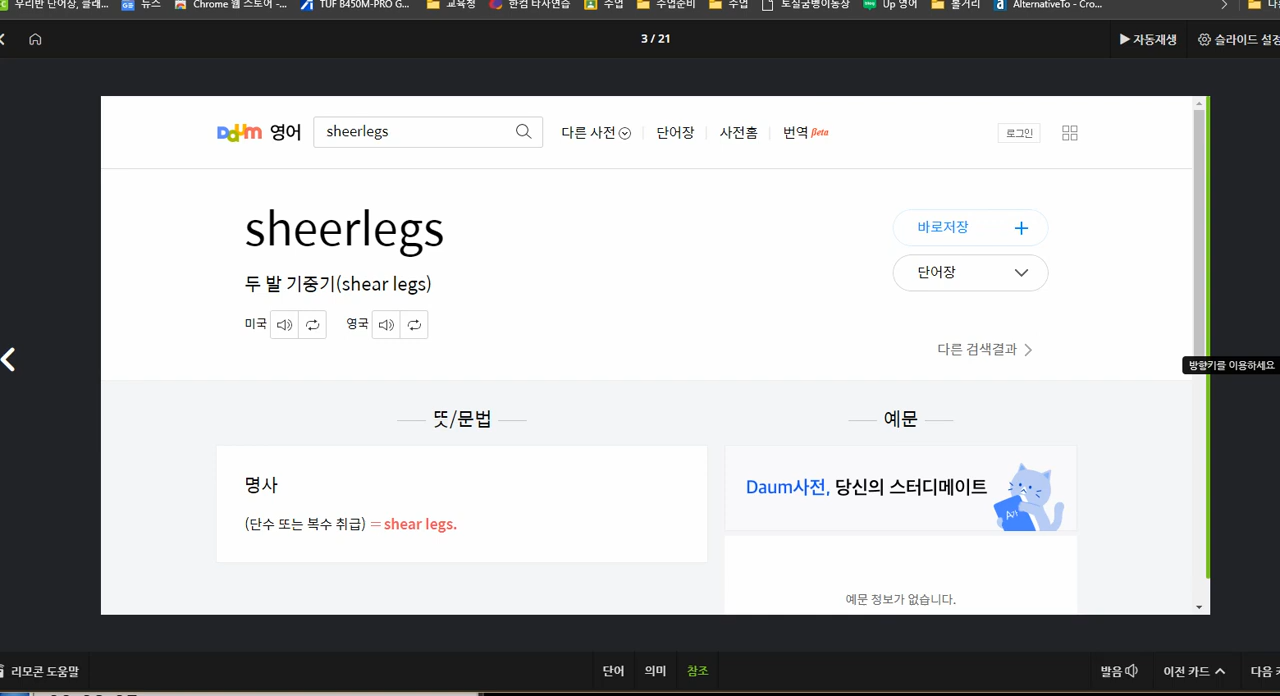 우리반 단어장, 클래...
뉴스
Chrome 웹 스토어 -...
TUF B450M-PRO G...
교육청
한컴 타자연습
수업
수업준비
수업
토실굼벵이동장
Up 영어
볼거리
AlternativeTo - Cro...
3 / 21
자동재생
슬라이드 설정
Daum 영어
sheerlegs
다른 사전
단어장
사전홈
번역 Beta
로그인
sheerlegs
바로저장
두 발 기중기(shear legs)
단어장
미국
영국
다른 검색결과
방향키를 이용하세요
뜻/문법
예문
명사
Daum사전, 당신의 스터디메이트
(단수 또는 복수 취급) = shear legs.
예문 정보가 없습니다.
리모콘 도움말
단어
의미
참조
발음
이전 카드
다음